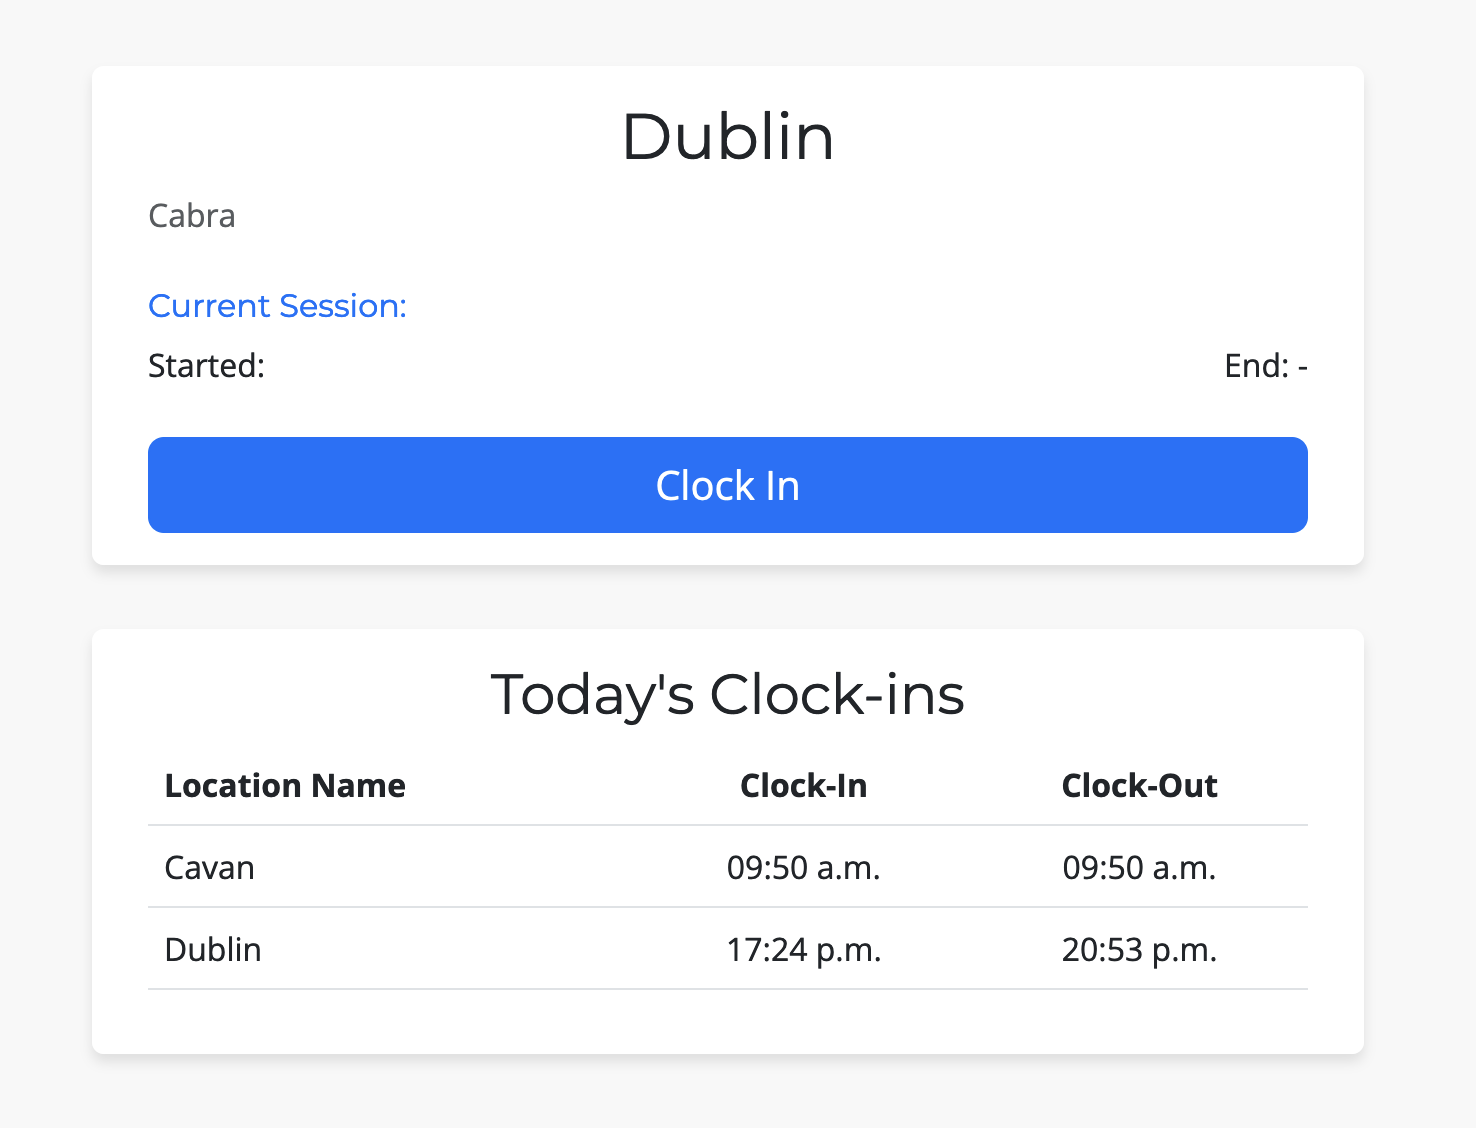 Dublin
Cabra
Current Session:
Started: End: -
Clock In
Today's Clock-ins
Location Name Clock-In Clock-Out
Cavan 09:50 a.m. 09:50 a.m.
Dublin 17:24 p.m. 20:53 p.m.